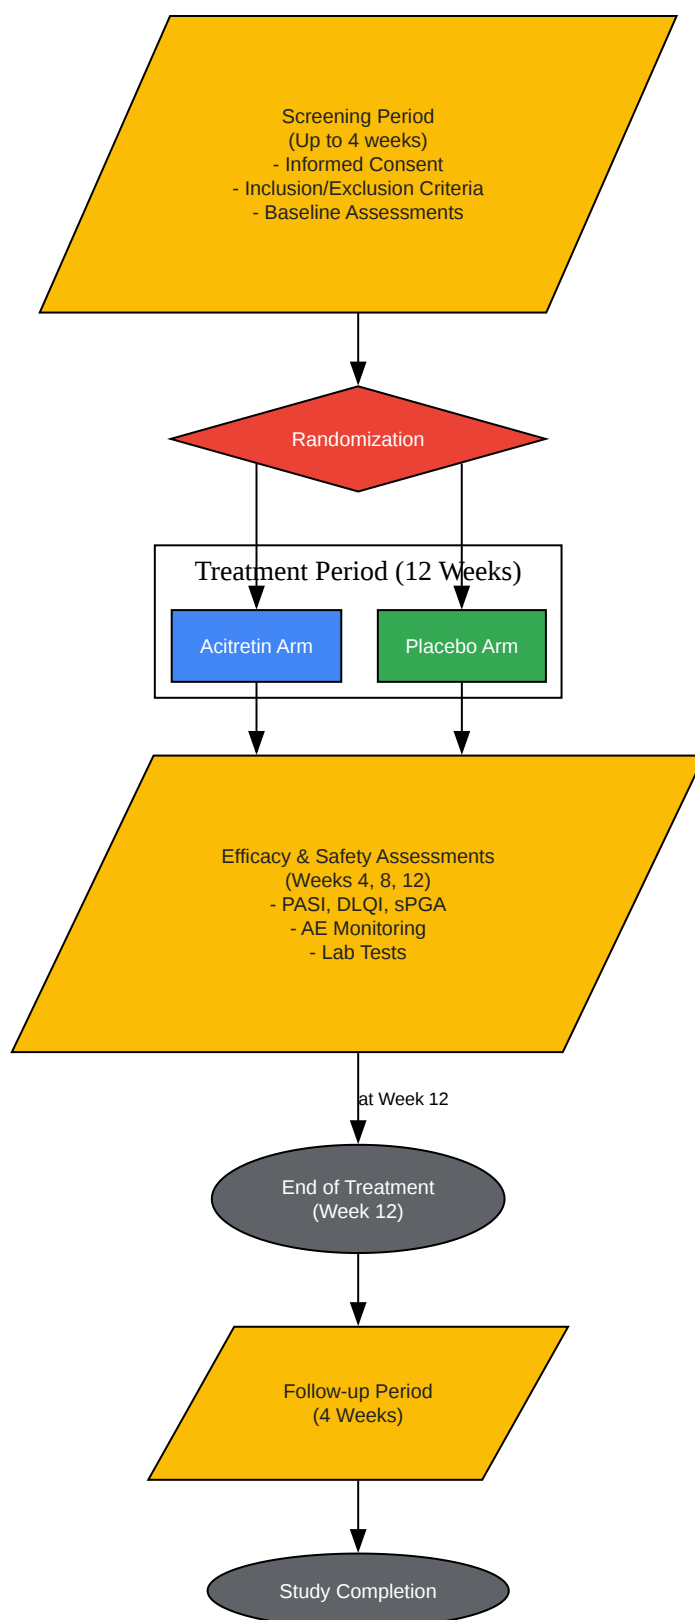 Screening Period
(Up to 4 weeks)
- Informed Consent
- Inclusion/Exclusion Criteria
- Baseline Assessments
Randomization
Treatment Period (12 Weeks)
Acitretin Arm
Placebo Arm
Efficacy & Safety Assessments
(Weeks 4, 8, 12)
- PASI, DLQI, sPGA
- AE Monitoring
- Lab Tests
at Week 12
End of Treatment
(Week 12)
Follow-up Period
(4 Weeks)
Study Completion